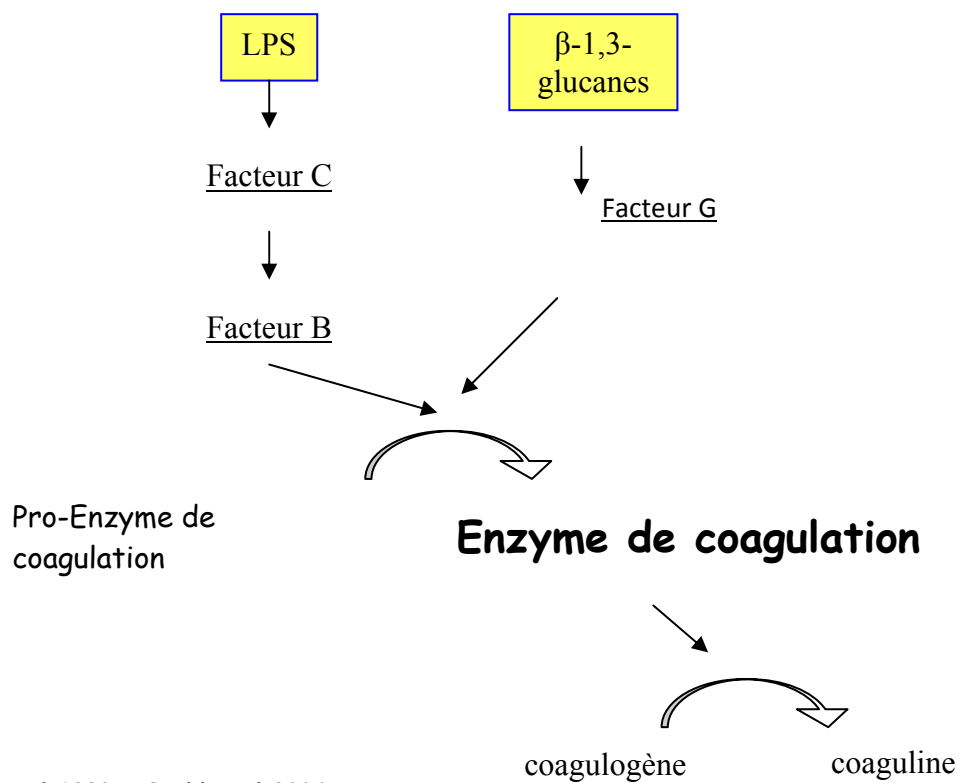 LPS
β-1,3-
glucanes
Facteur C
Facteur G
Facteur B
Pro-Enzyme de
coagulation
Enzyme de coagulation
coagulogène
coaguline